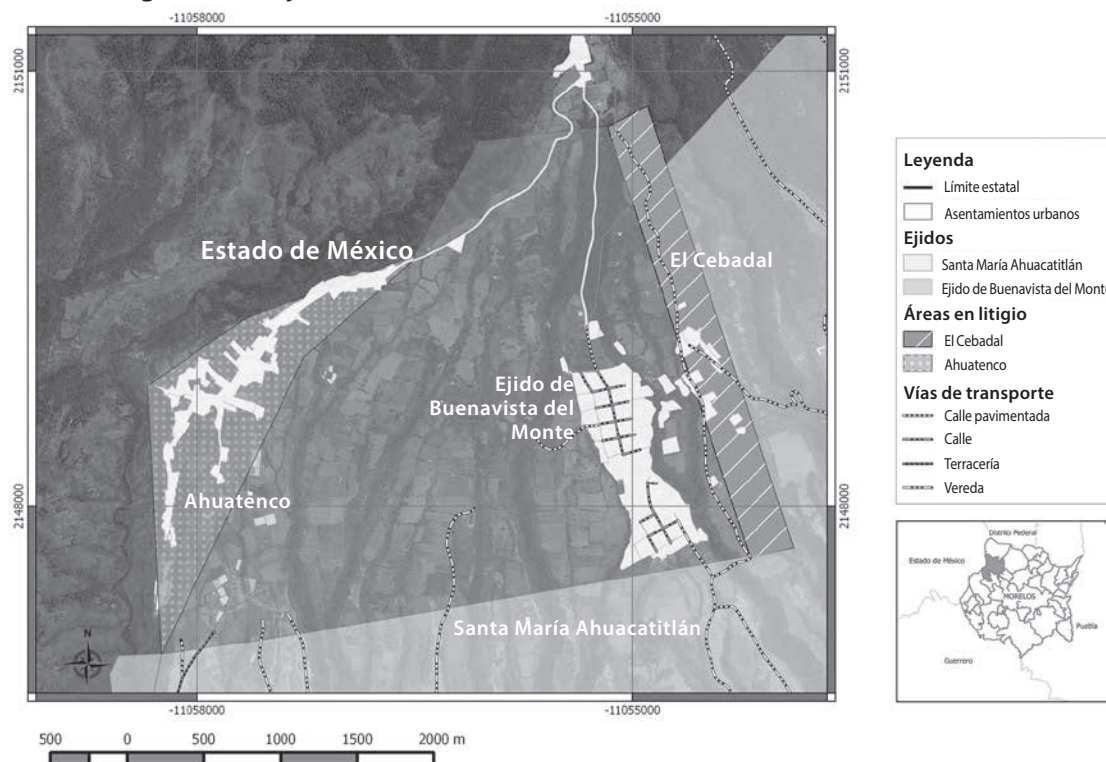 -11058000
-11055000
2151000
2151000
Estado de México
El Cebadal
Ejido de
Buenavista del
Monte
Ahuatenco
2148000
2148000
Santa María Ahuacatitlán
N
-11058000
-11055000
500 0 500 1000 1500 2000 m
Leyenda
Límite estatal
Asentamientos urbanos
Ejidos
Santa María Ahuacatitlán
Ejido de Buenavista del Monte
Áreas en litigio
El Cebadal
Ahuatenco
Vías de transporte
Calle pavimentada
Calle
Terracería
Vereda
Distrito Federal
Estado de México
MORELOS
Puebla
Guerrero